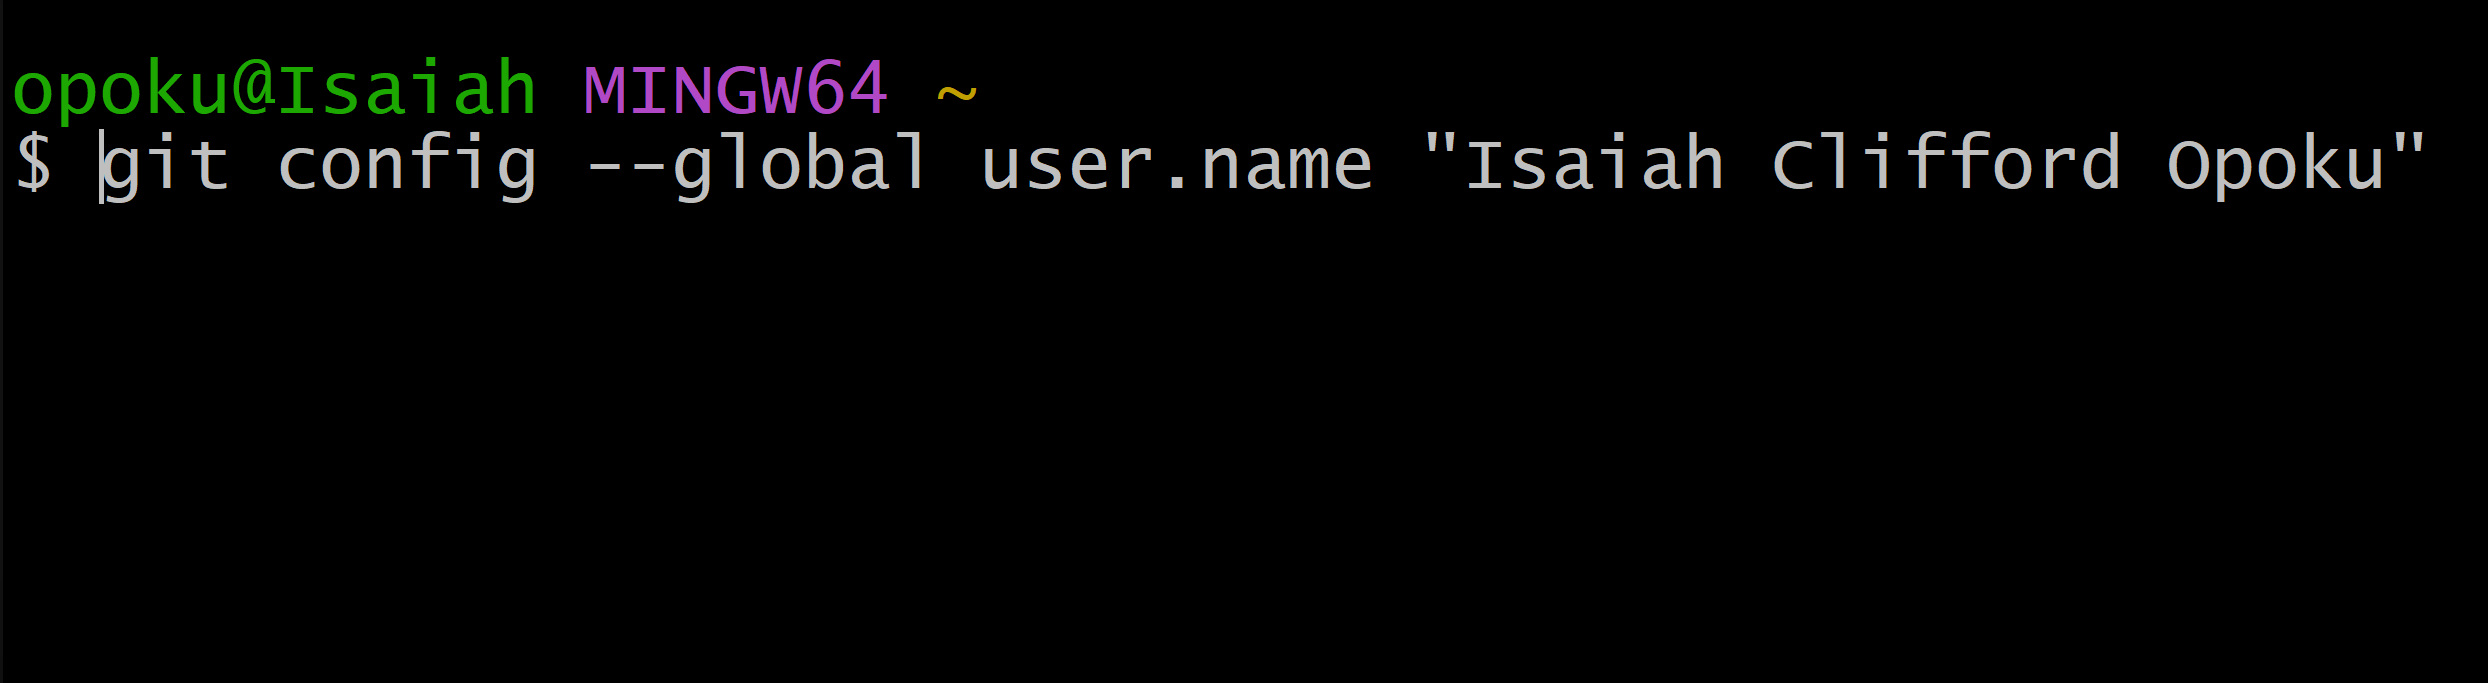 opoku@Isaiah MINGW64 ~
$ git config --global user.name "Isaiah Clifford Opoku"